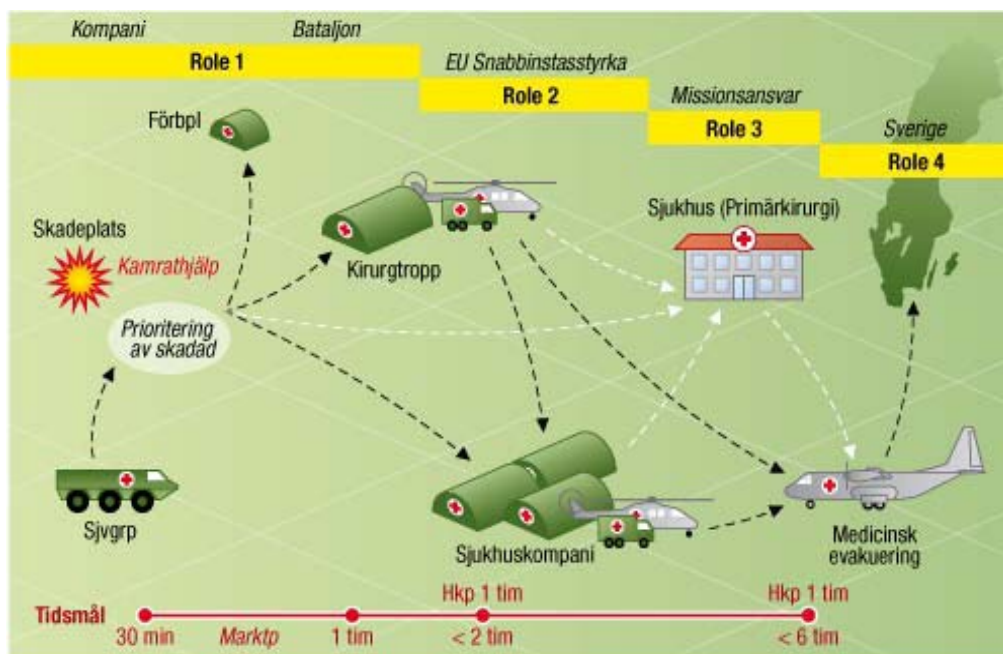 Kompani
Bataljon
Role 1
EU Snabbinstasstyrka
Role 2
Missionsansvar
Role 3
Sverige
Role 4
Förbpl
Skadeplats
Kamrathjälp
Prioritering
av skadad
Kirurgtropp
Sjukhus (Primärkirurgi)
Sjvgrp
Sjukhuskompani
Medicinsk
evakuering
Tidsmål
30 min
Marktp
1 tim
Hkp 1 tim
< 2 tim
Hkp 1 tim
< 6 tim